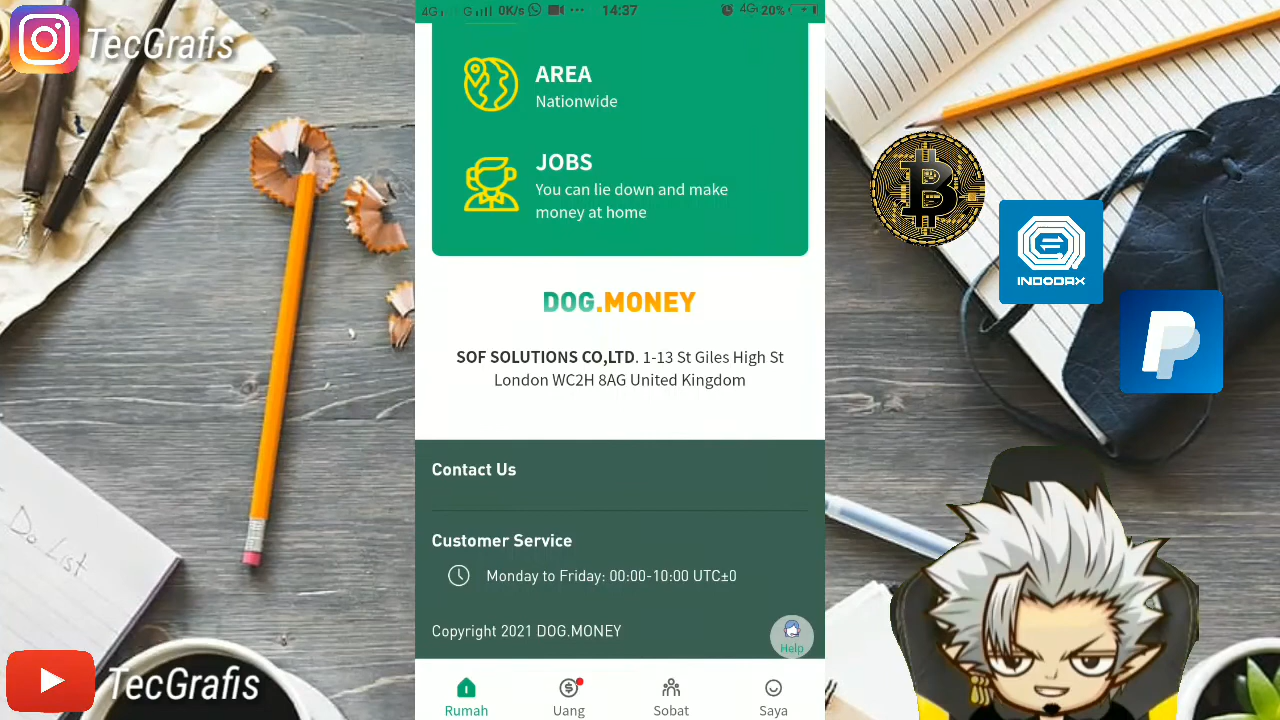 TecGrafis
4G
G
0K/s
14:37
4G
20%
AREA
Nationwide
JOBS
You can lie down and make
money at home
DOG.MONEY
SOF SOLUTIONS CO,LTD. 1-13 St Giles High St
London WC2H 8AG United Kingdom
Contact Us
Customer Service
Monday to Friday: 00:00-10:00 UTC±0
Copyright 2021 DOG.MONEY
Help
Rumah
Uang
Sobat
Saya
INDODAX
Do List
TecGrafis